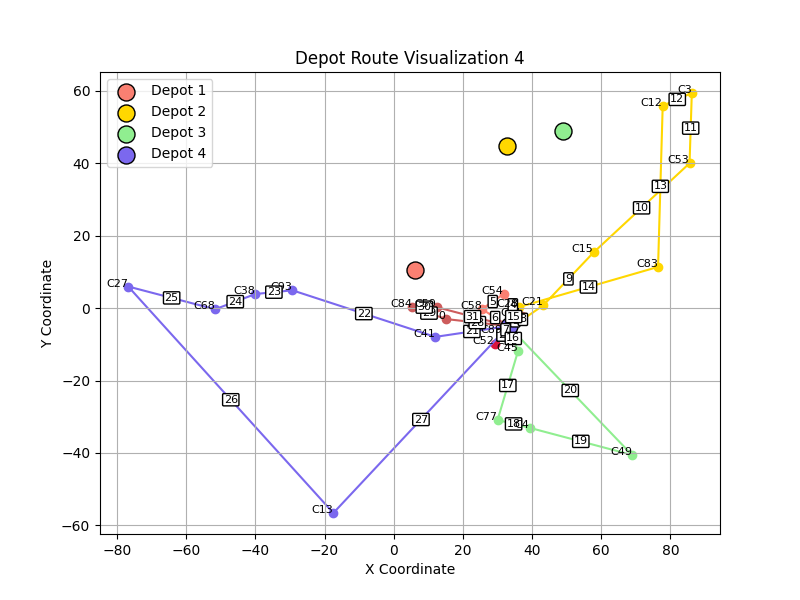 Depot Route Visualization 4
Depot 1
Depot 2
Depot 3
Depot 4
C3
12
C12
11
C53
13
10
C15
C83
9
14
C27
25
C68
24
C38
23
C93
22
C41
21
C84
30
C54
5
C58
31
6
15
C21
C52
16
C45
17
20
C77
18
C4
19
C49
26
27
C13
60
40
20
0
−20
−40
−60
−80
−60
−40
−20
0
20
40
60
80
X Coordinate
Y Coordinate